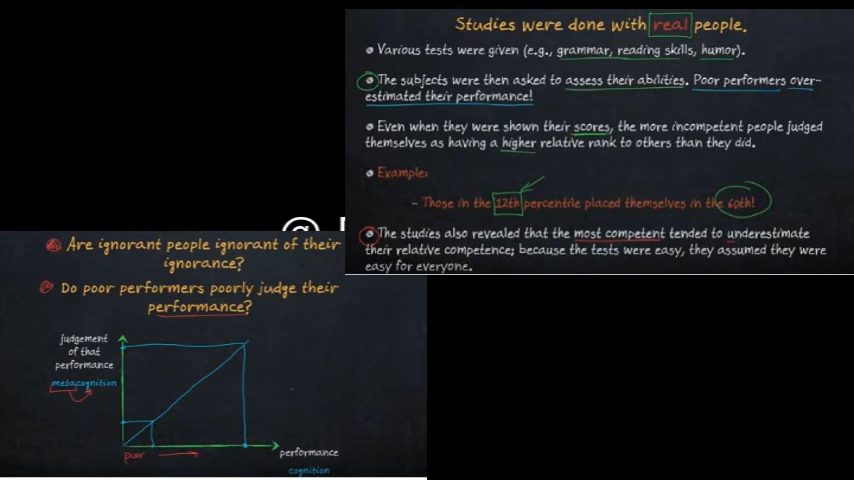 Studies were done with real people.
Various tests were given (e.g., grammar, reading skills, humor).
The subjects were then asked to assess their abilities. Poor performers over-
estimated their performance!
Even when they were shown their scores, the more incompetent people judged
themselves as having a higher relative rank to others than they did.
Example:
- Those in the 12th percentile placed themselves in the 60th!
The studies also revealed that the most competent tended to underestimate
their relative competence; because the tests were easy, they assumed they were
easy for everyone.
@
Are ignorant people ignorant of their
ignorance?
Do poor performers poorly judge their
performance?
judgement
of that
performance
metacognition
poor
performance
cognition